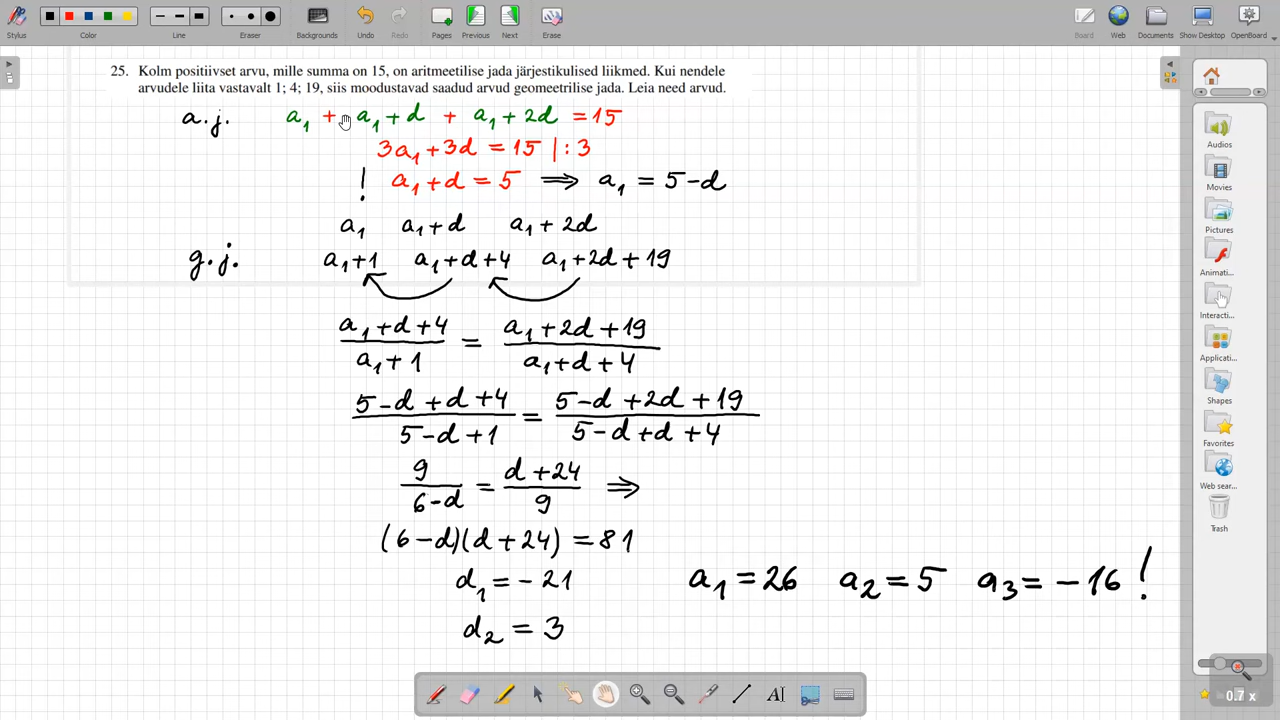 Stylus Color Line Eraser Backgrounds Undo Redo Pages Previous Next Erase Board Web Documents Show Desktop OpenBoard
25. Kolm positiivset arvu, mille summa on 15, on aritmeetilise jada järjestikulised liikmed. Kui nendele
arvudele liita vastavalt 1; 4; 19, siis moodustavad saadud arvud geomeetrilise jada. Leia need arvud.
a.j. a₁ + a₁+d + a₁+2d = 15
3a₁+3d = 15 | : 3
! a₁+d = 5 ⟹ a₁ = 5-d
a₁ a₁+d a₁+2d
g.j. a₁+1 a₁+d+4 a₁+2d+19
(a₁+d+4)/(a₁+1) = (a₁+2d+19)/(a₁+d+4)
(5-d+d+4)/(5-d+1) = (5-d+2d+19)/(5-d+d+4)
9/(6-d) = (d+24)/9 ⟹
(6-d)(d+24) = 81
d₁ = -21 a₁ = 26 a₂ = 5 a₃ = -16 !
d₂ = 3
Audios
Movies
Pictures
Animati...
Interacti...
Applicati...
Shapes
Favorites
Web sear...
Trash
0.7 x